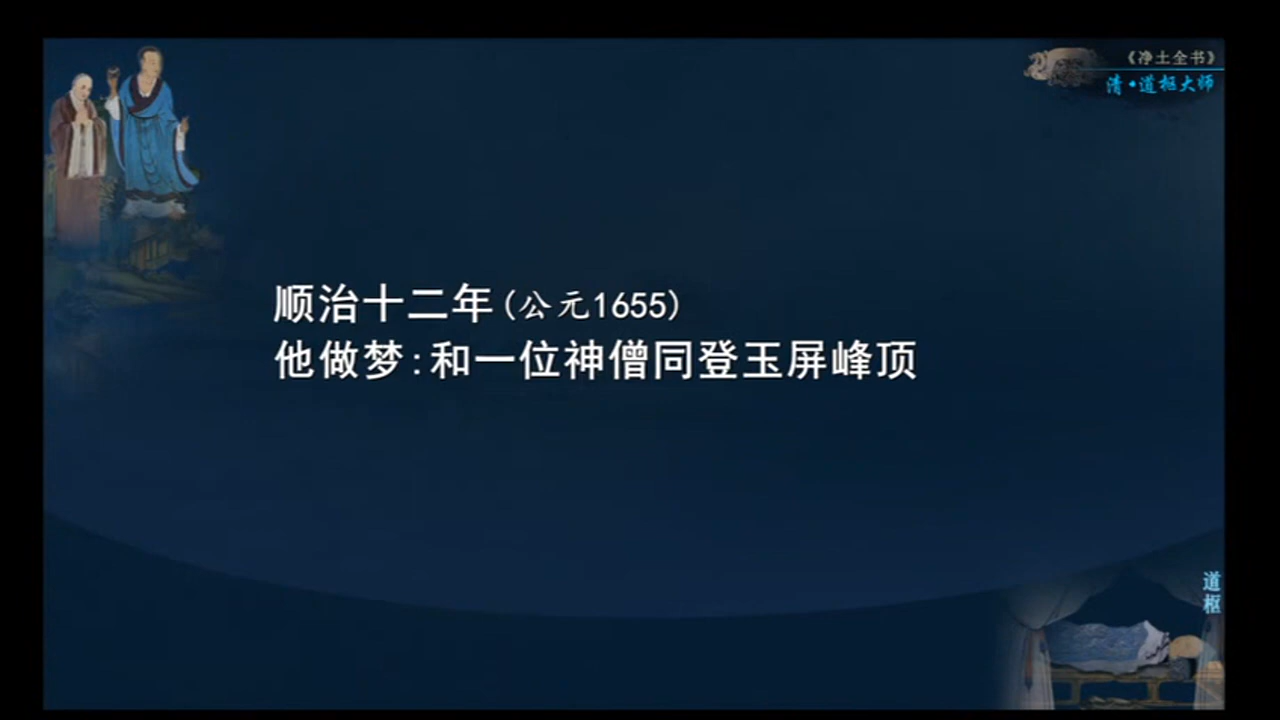 《净土全书》
清·道枢大师
顺治十二年(公元1655)
他做梦:和一位神僧同登玉屏峰顶
道枢